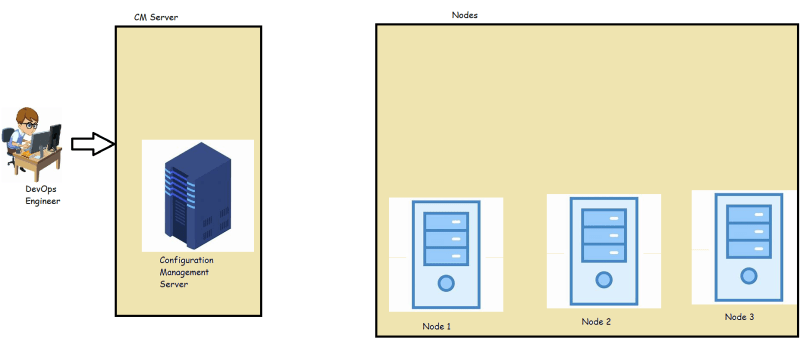 CM Server
Nodes
DevOps
Engineer
Configuration
Management
Server
Node 1
Node 2
Node 3